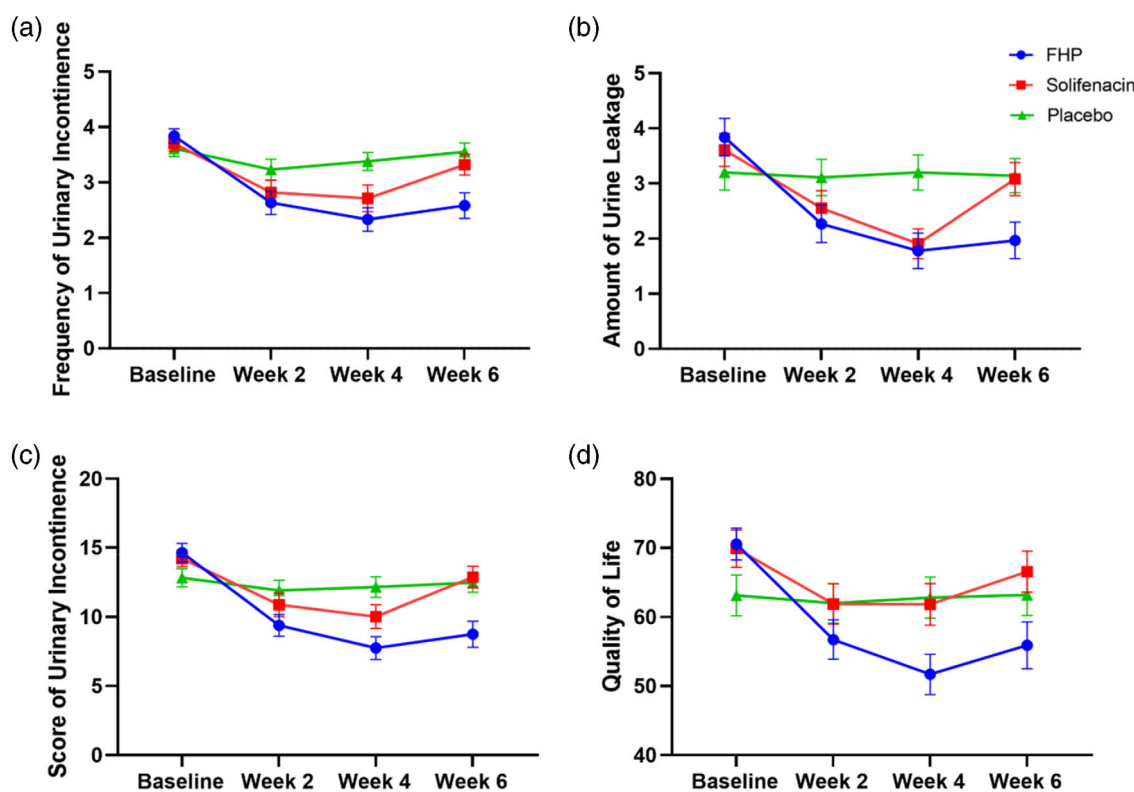 (a)
Frequency of Urinary Incontinence
5
4
3
2
1
0
Baseline Week 2 Week 4 Week 6
(b)
Amount of Urine Leakage
5
4
3
2
1
0
Baseline Week 2 Week 4 Week 6
FHP
Solifenacin
Placebo
(c)
Score of Urinary Incontinence
20
15
10
5
0
Baseline Week 2 Week 4 Week 6
(d)
Quality of Life
80
70
60
50
40
Baseline Week 2 Week 4 Week 6